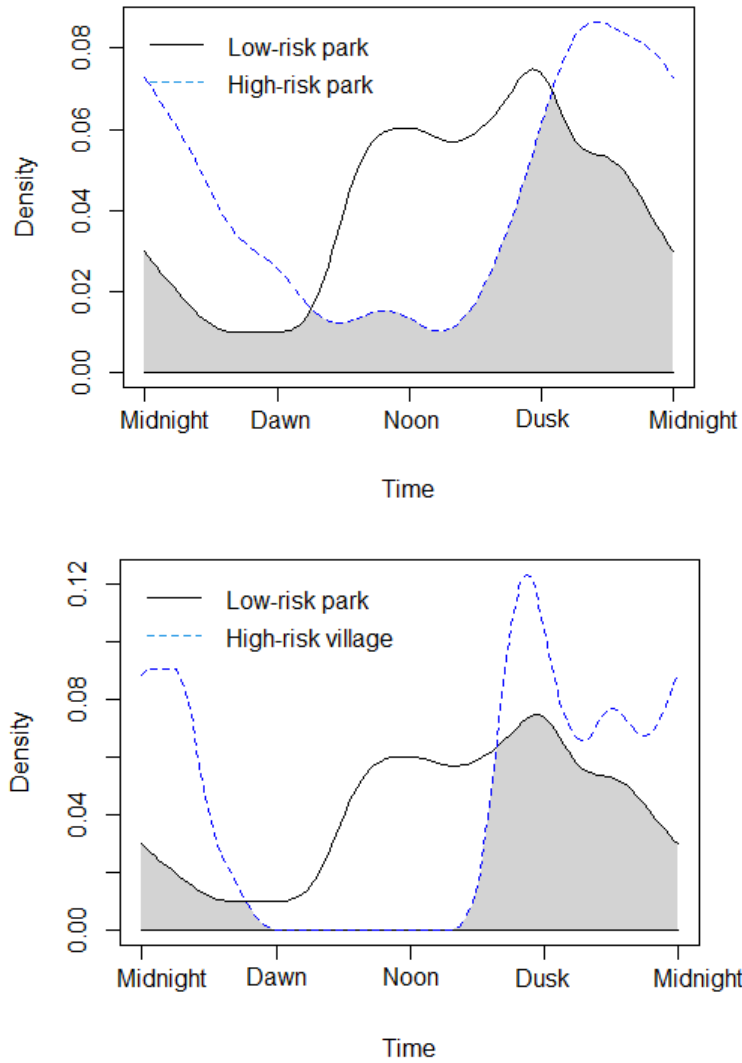 Low-risk park
High-risk park
0.08
0.06
0.04
0.02
0.00
Density
Midnight Dawn Noon Dusk Midnight
Time
Low-risk park
High-risk village
0.12
0.08
0.04
0.00
Density
Midnight Dawn Noon Dusk Midnight
Time